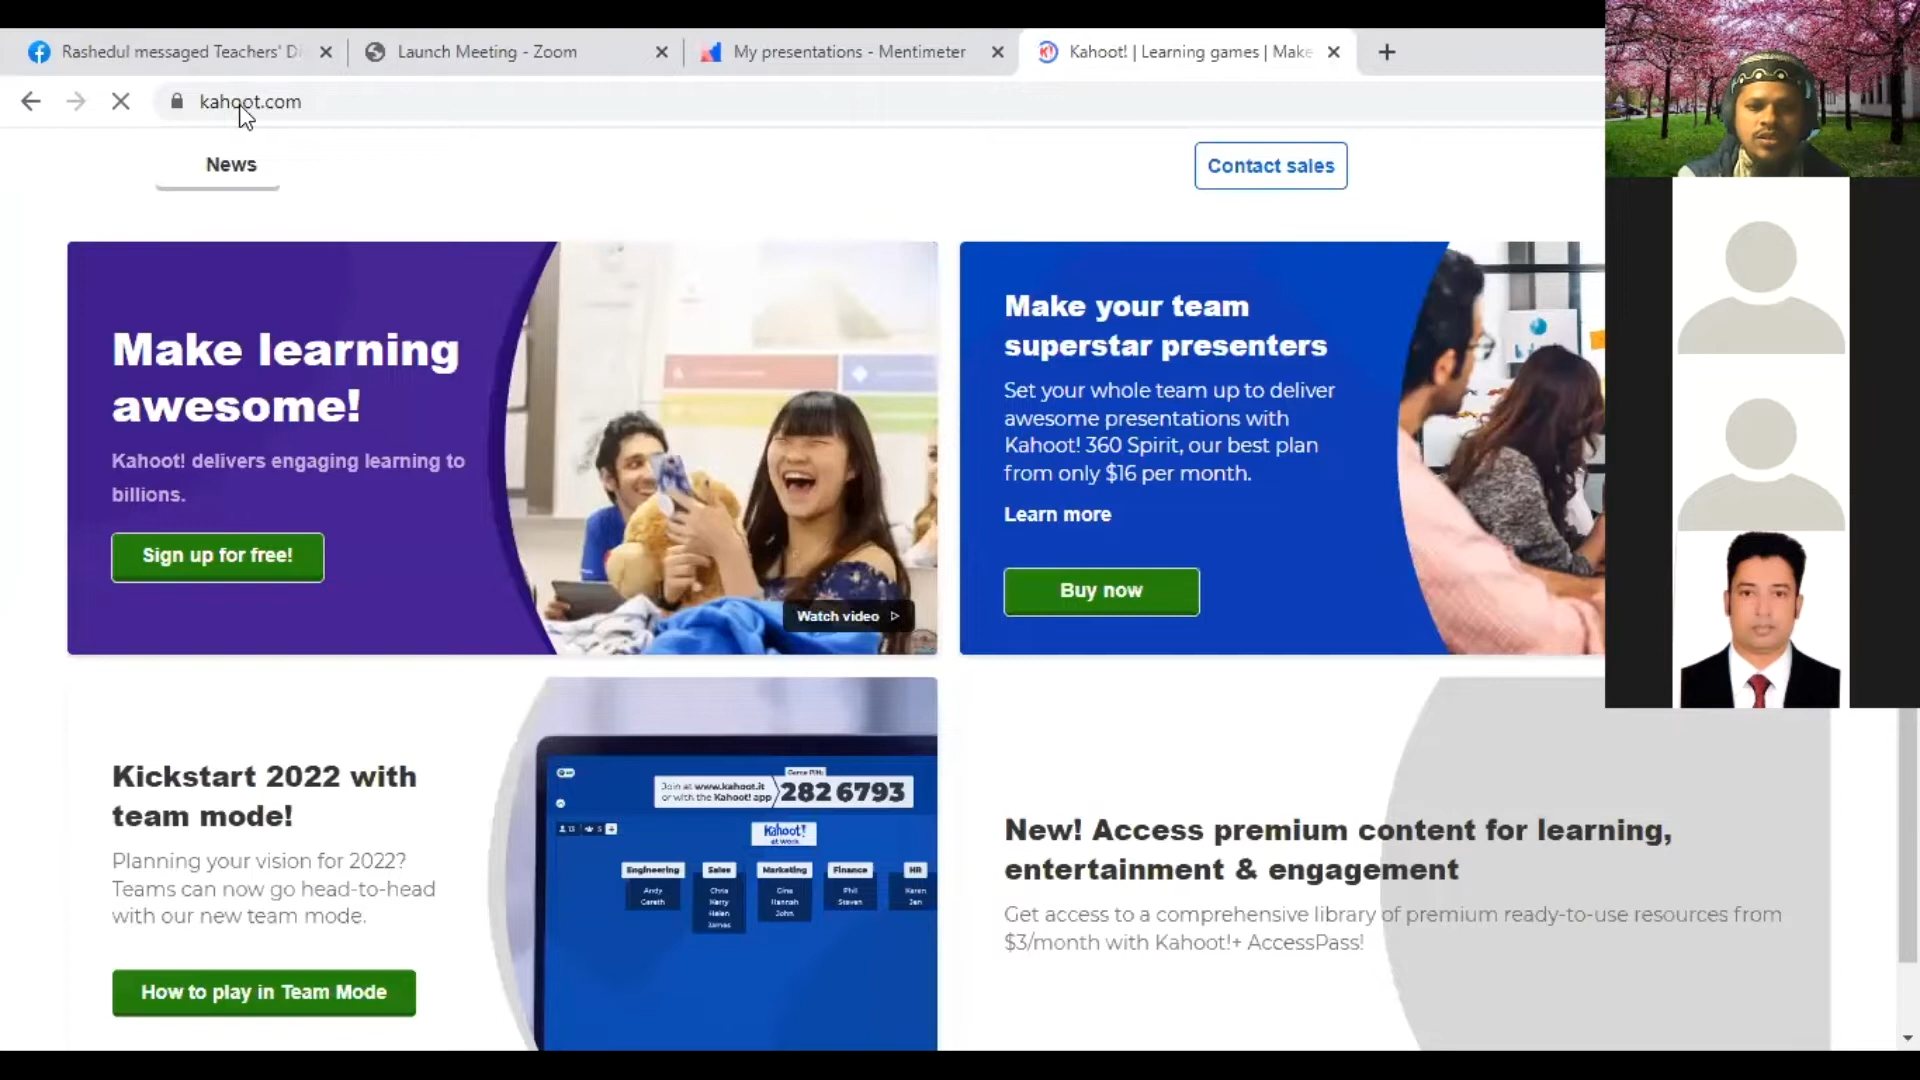 Rashedul messaged Teachers' Di
Launch Meeting - Zoom
My presentations - Mentimeter
Kahoot! | Learning games | Make
kahoot.com
News
Contact sales
Make learning
awesome!
Kahoot! delivers engaging learning to
billions.
Sign up for free!
Watch video
Make your team
superstar presenters
Set your whole team up to deliver
awesome presentations with
Kahoot! 360 Spirit, our best plan
from only $16 per month.
Learn more
Buy now
Kickstart 2022 with
team mode!
Planning your vision for 2022?
Teams can now go head-to-head
with our new team mode.
How to play in Team Mode
Join at www.kahoot.it
or with the Kahoot! app
Game PIN:
282 6793
Kahoot!
at work
Engineering
Andy
Gareth
Sales
Chris
Harry
Helen
James
Marketing
Gina
Hannah
John
Finance
Phil
Steven
HR
Karen
Jen
New! Access premium content for learning,
entertainment & engagement
Get access to a comprehensive library of premium ready-to-use resources from
$3/month with Kahoot!+ AccessPass!